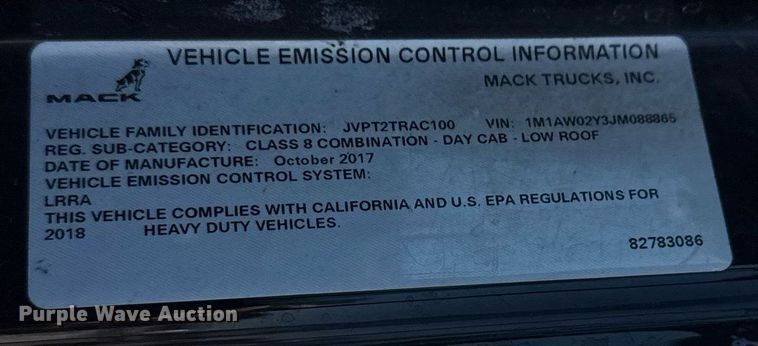 VEHICLE EMISSION CONTROL INFORMATION
MACK
MACK TRUCKS, INC.
VEHICLE FAMILY IDENTIFICATION: JVPT2TRAC100 VIN: 1M1AW02Y3JM088865
REG. SUB-CATEGORY: CLASS 8 COMBINATION - DAY CAB - LOW ROOF
DATE OF MANUFACTURE: October 2017
VEHICLE EMISSION CONTROL SYSTEM:
LRRA
THIS VEHICLE COMPLIES WITH CALIFORNIA AND U.S. EPA REGULATIONS FOR
2018 HEAVY DUTY VEHICLES.
82783086
Purple Wave Auction